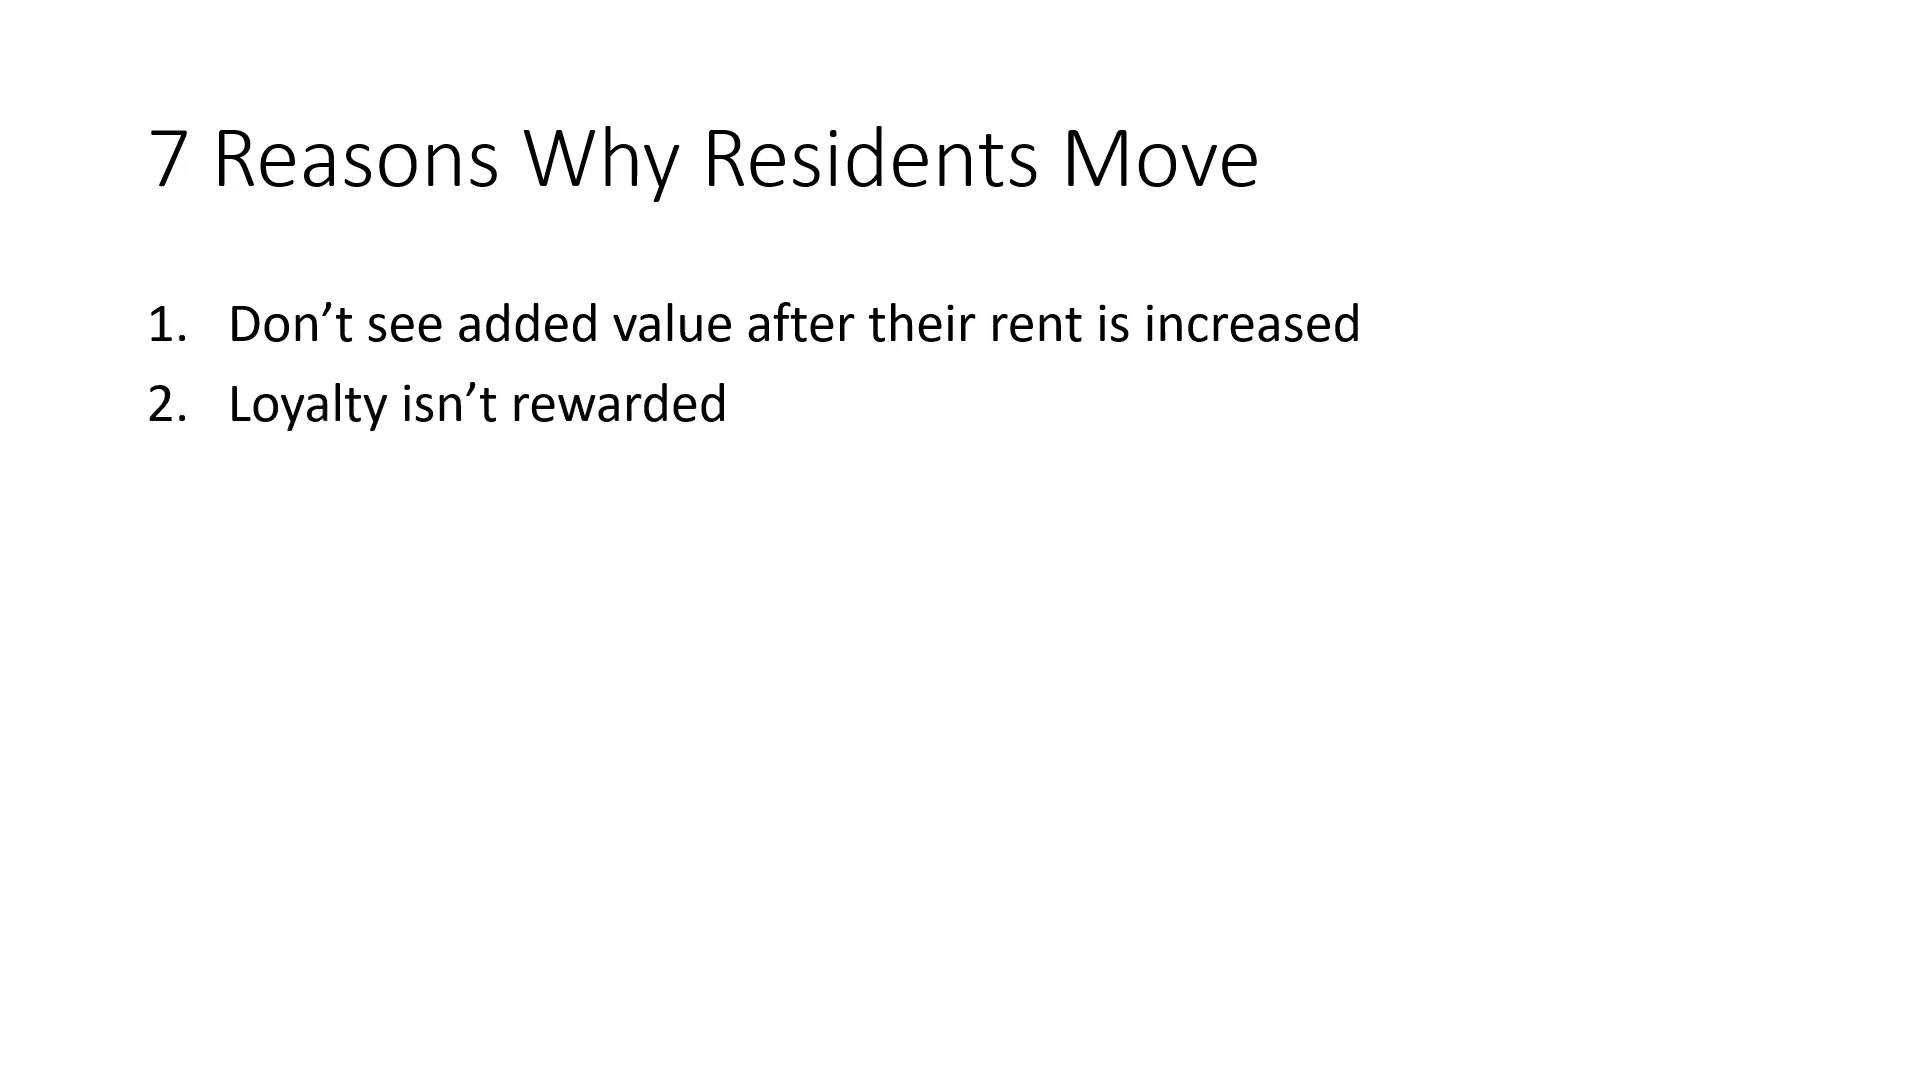 7 Reasons Why Residents Move
1. Don’t see added value after their rent is increased
2. Loyalty isn’t rewarded